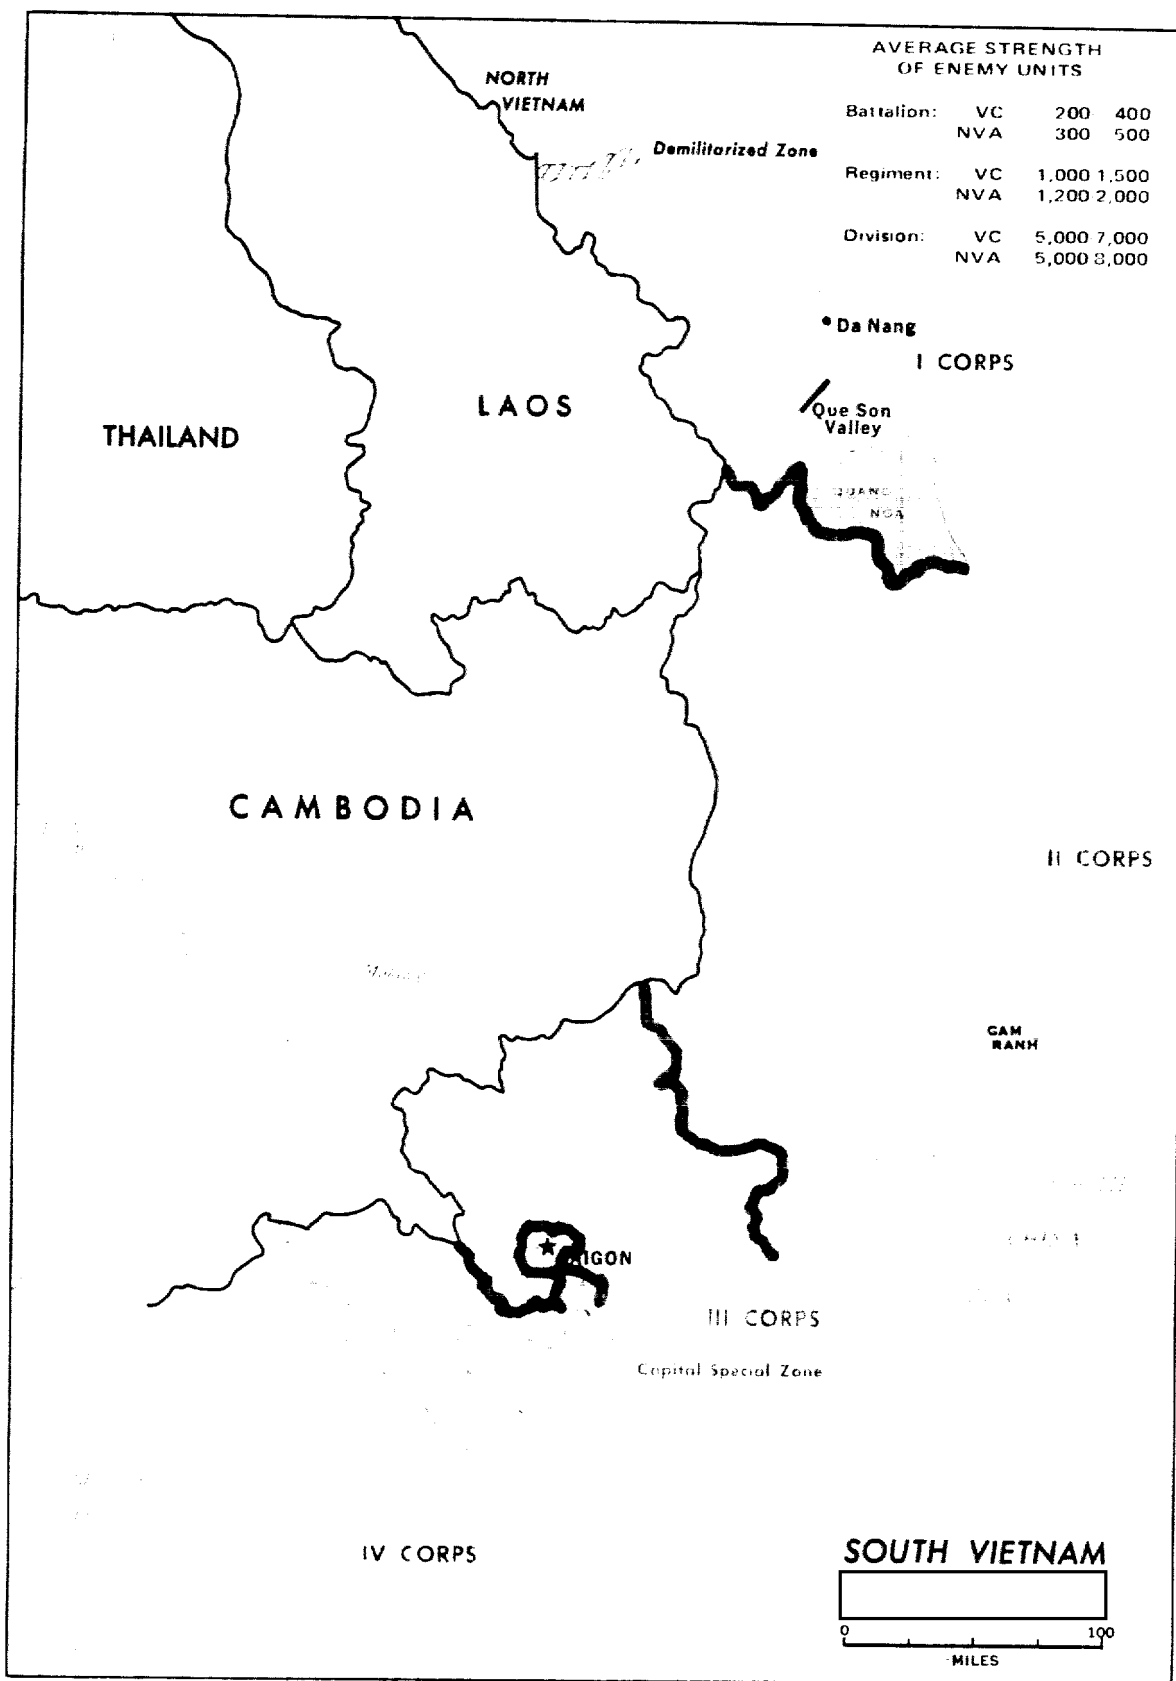 AVERAGE STRENGTH
OF ENEMY UNITS
Battalion: VC 200 400
NVA 300 500
Regiment: VC 1,000 1,500
NVA 1,200 2,000
Division: VC 5,000 7,000
NVA 5,000 8,000
NORTH
VIETNAM
Demilitarized Zone
Da Nang
I CORPS
LAOS
THAILAND
Que Son
Valley
QUANG
NGA
CAMBODIA
II CORPS
CAM
RANH
IGON
III CORPS
Capital Special Zone
IV CORPS
SOUTH VIETNAM
0 100
MILES